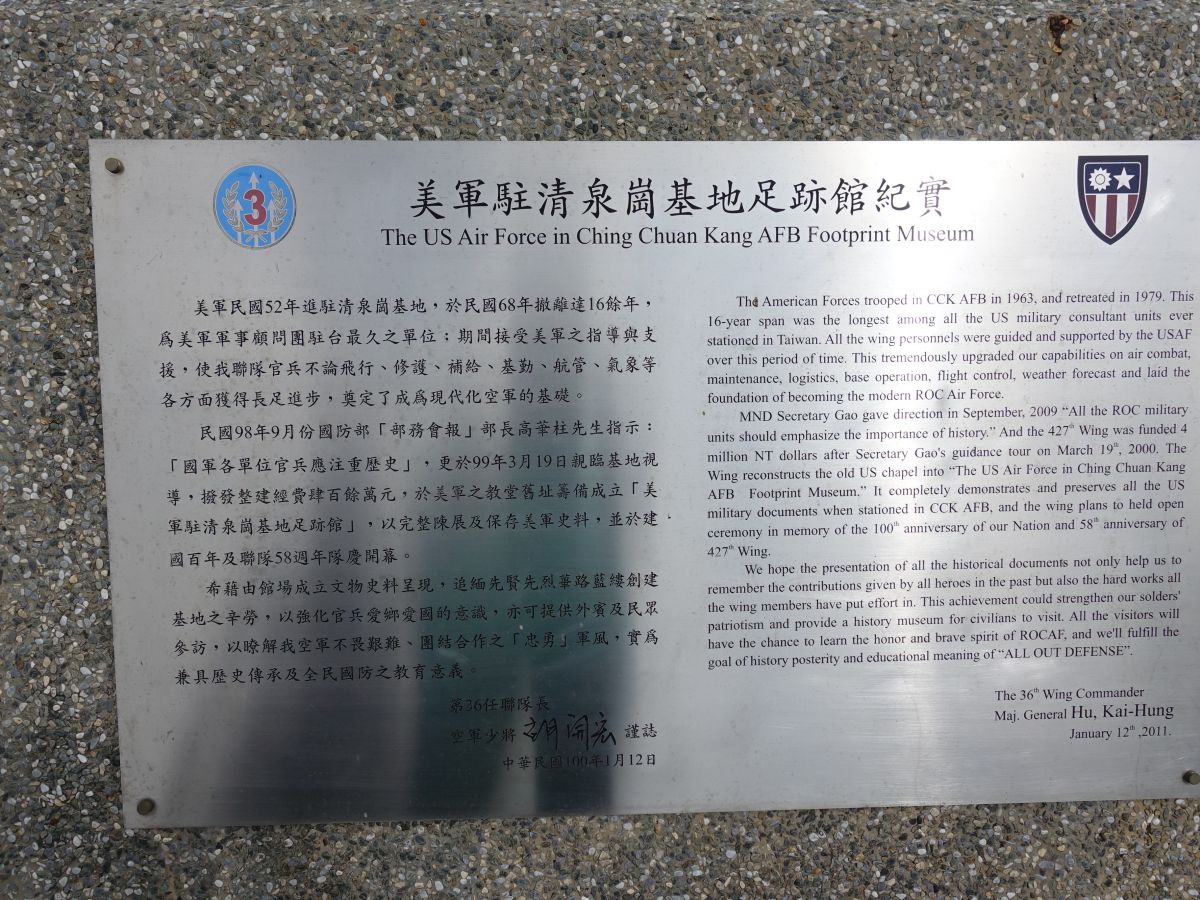 3
美軍駐清泉崗基地足跡館紀實
The US Air Force in Ching Chuan Kang AFB Footprint Museum
美軍民國52年進駐清泉崗基地，於民國68年撤離達16餘年，
爲美軍軍事顧問團駐台最久之單位；期間接受美軍之指導與支
援，使我聯隊官兵不論飛行、修護、補給、基勤、航管、氣象等
各方面獲得長足進步，奠定了成爲現代化空軍的基礎。
民國98年9月份國防部「部務會報」部長高華柱先生指示：
「國軍各單位官兵應注重歷史」，更於99年3月19日親臨基地視
導，撥發整建經費肆百餘萬元，於美軍之教堂舊址籌備成立「美
軍駐清泉崗基地足跡館」，以完整陳展及保存美軍史料，並於建
國百年及聯隊58週年隊慶開幕。
希藉由館場成立文物史料呈現，追緬先賢先烈蓽路藍縷創建
基地之辛勞，以強化官兵愛鄉愛國的意識，亦可提供外賓及民眾
參訪，以瞭解我空軍不畏艱難、團結合作之「忠勇」軍風，實爲
兼具歷史傳承及全民國防之教育意義。
第36任聯隊長
空軍少將 胡開宏 謹誌
中華民國100年1月12日
The American Forces trooped in CCK AFB in 1963, and retreated in 1979. This
16-year span was the longest among all the US military consultant units ever
stationed in Taiwan. All the wing personnels were guided and supported by the USAF
over this period of time. This tremendously upgraded our capabilities on air combat,
maintenance, logistics, base operation, flight control, weather forecast and laid the
foundation of becoming the modern ROC Air Force.
MND Secretary Gao gave direction in September, 2009 “All the ROC military
units should emphasize the importance of history.” And the 427th Wing was funded 4
million NT dollars after Secretary Gao's guidance tour on March 19th, 2000. The
Wing reconstructs the old US chapel into “The US Air Force in Ching Chuan Kang
AFB Footprint Museum.” It completely demonstrates and preserves all the US
military documents when stationed in CCK AFB, and the wing plans to held open
ceremony in memory of the 100th anniversary of our Nation and 58th anniversary of
427th Wing.
We hope the presentation of all the historical documents not only help us to
remember the contributions given by all heroes in the past but also the hard works all
the wing members have put effort in. This achievement could strengthen our solders'
patriotism and provide a history museum for civilians to visit. All the visitors will
have the chance to learn the honor and brave spirit of ROCAF, and we'll fulfill the
goal of history posterity and educational meaning of “ALL OUT DEFENSE”.
The 36th Wing Commander
Maj. General Hu, Kai-Hung
January 12th ,2011.